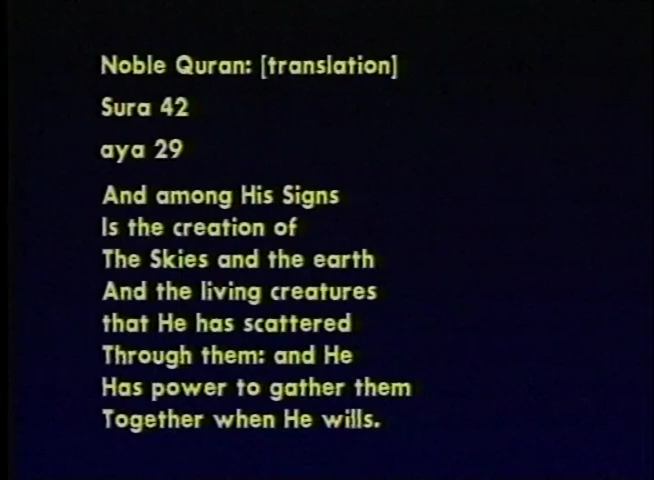 Noble Quran: [translation]
Sura 42
aya 29
And among His Signs
Is the creation of
The Skies and the earth
And the living creatures
that He has scattered
Through them: and He
Has power to gather them
Together when He wills.